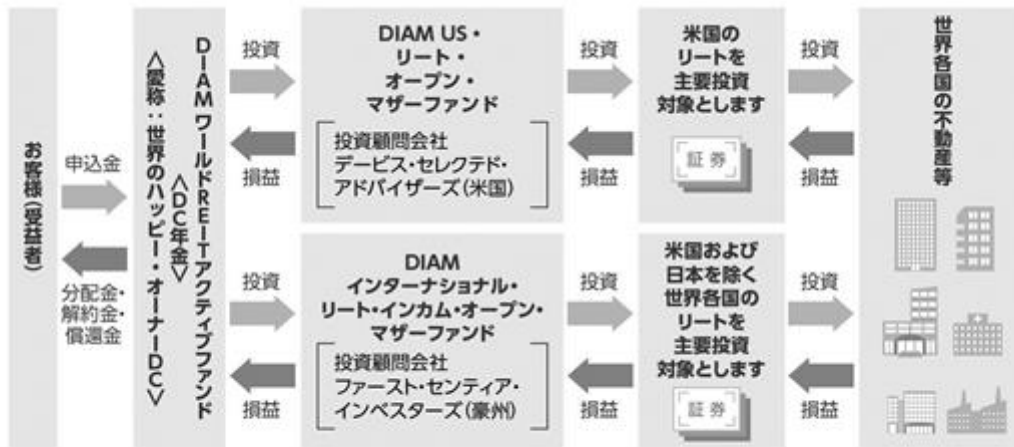 お客様(受益者)
申込金
分配金・
解約金・
償還金
DIAMワールドREITアクティブファンド
<DC年金>
<愛称:世界のハッピー・オーナーDC>
投資
損益
DIAM US・
リート・
オープン・
マザーファンド
投資顧問会社
デービス・セレクテド・
アドバイザーズ(米国)
投資
損益
米国の
リートを
主要投資
対象とします
証券
投資
損益
投資
損益
DIAM
インターナショナル・
リート・インカム・オープン・
マザーファンド
投資顧問会社
ファースト・センティア・
インベスターズ(豪州)
投資
損益
米国および
日本を除く
世界各国の
リートを
主要投資
対象とします
証券
投資
損益
世界各国の不動産等